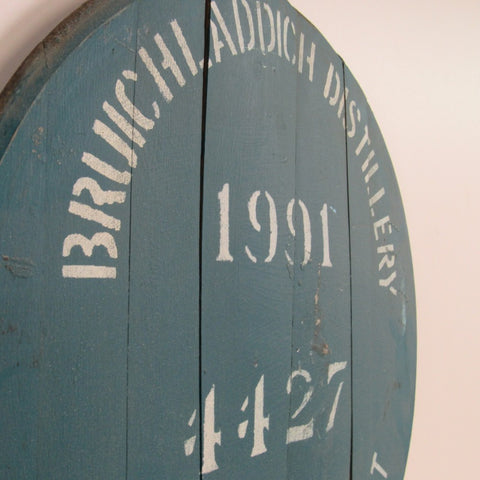 BRUICHLADDICH DISTILLERY
1991
4427
T